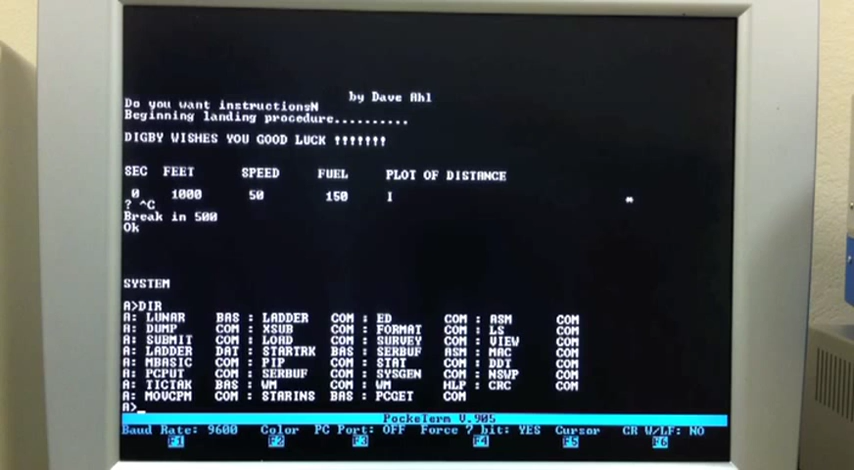 by Dave Ahl
Do you want instructionsN
Beginning landing procedure..........
DIGBY WISHES YOU GOOD LUCK !!!!!!!
SEC FEET SPEED FUEL PLOT OF DISTANCE
0 1000 50 150 I *
? ^C
Break in 500
Ok
SYSTEM
A>DIR
A: LUNAR BAS : LADDER COM : ED COM : ASM COM
A: DUMP COM : XSUB COM : FORMAT COM : LS COM
A: SUBMIT COM : LOAD COM : SURVEY COM : VIEW COM
A: LADDER DAT : STARTRK BAS : SERBUF ASM : MAC COM
A: MBASIC COM : PIP COM : STAT COM : DDT COM
A: PCPUT COM : SERBUF COM : SYSGEN COM : NSWP COM
A: TICTAK BAS : WM COM : WM HLP : CRC COM
A: MOVCPM COM : STARINS BAS : PCGET COM
A>_
PockeTerm V.905
Baud Rate: 9600 Color PC Port: OFF Force 7 bit: YES Cursor CR W/LF: NO
F1 F2 F3 F4 F5 F6